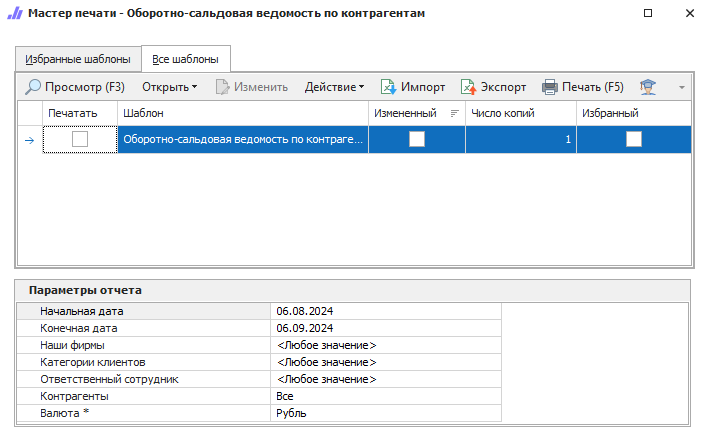 Мастер печати - Оборотно-сальдовая ведомость по контрагентам
Избранные шаблоны Все шаблоны
Просмотр (F3) Открыть Изменить Действие Импорт Экспорт Печать (F5)
Печатать Шаблон Измененный Число копий Избранный
Оборотно-сальдовая ведомость по контраге... 1
Параметры отчета
Начальная дата 06.08.2024
Конечная дата 06.09.2024
Наши фирмы <Любое значение>
Категории клиентов <Любое значение>
Ответственный сотрудник <Любое значение>
Контрагенты Все
Валюта * Рубль